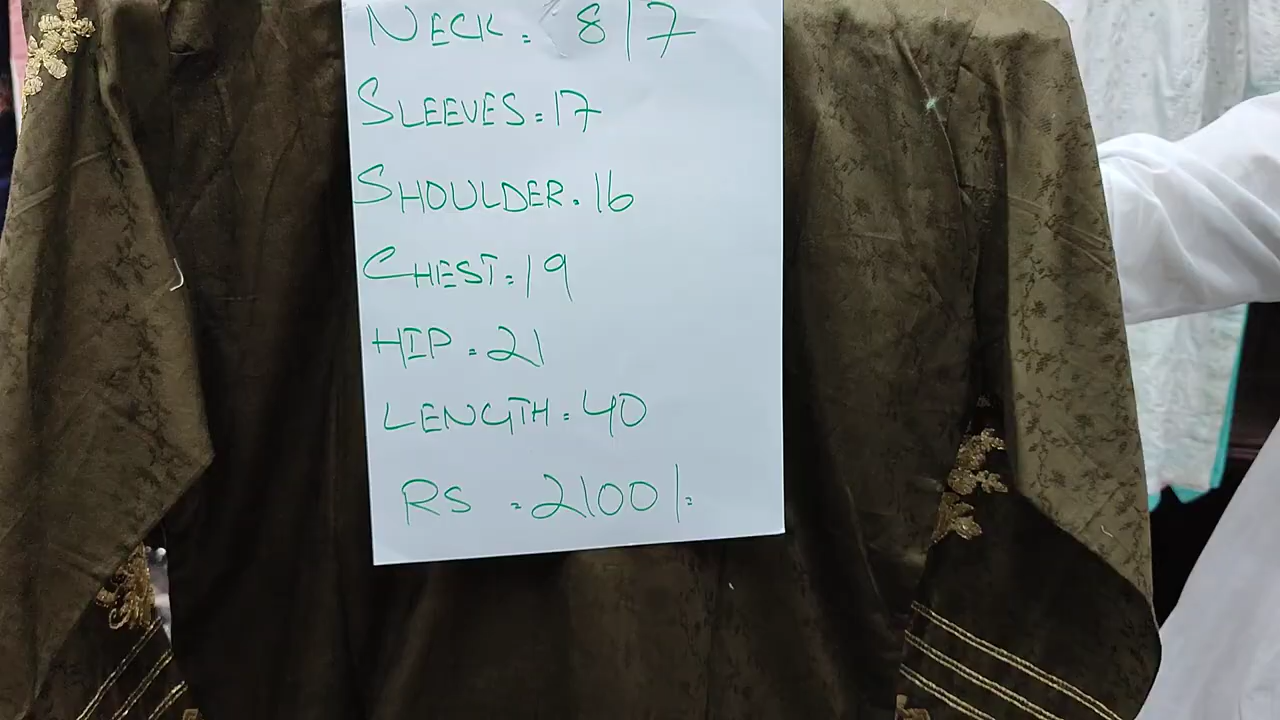 NECK = 8/7
SLEEVES = 17
SHOULDER = 16
CHEST = 19
HIP = 21
LENGTH = 40
RS = 2100/=